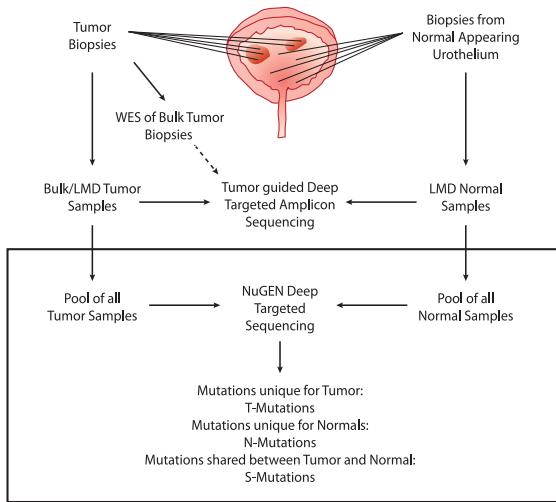 Tumor
Biopsies
Biopsies from
Normal Appearing
Urothelium
WES of Bulk Tumor
Biopsies
Bulk/LMD Tumor
Samples
Tumor guided Deep
Targeted Amplicon
Sequencing
LMD Normal
Samples
Pool of all
Tumor Samples
NuGEN Deep
Targeted
Sequencing
Pool of all
Normal Samples
Mutations unique for Tumor:
T-Mutations
Mutations unique for Normals:
N-Mutations
Mutations shared between Tumor and Normal:
S-Mutations